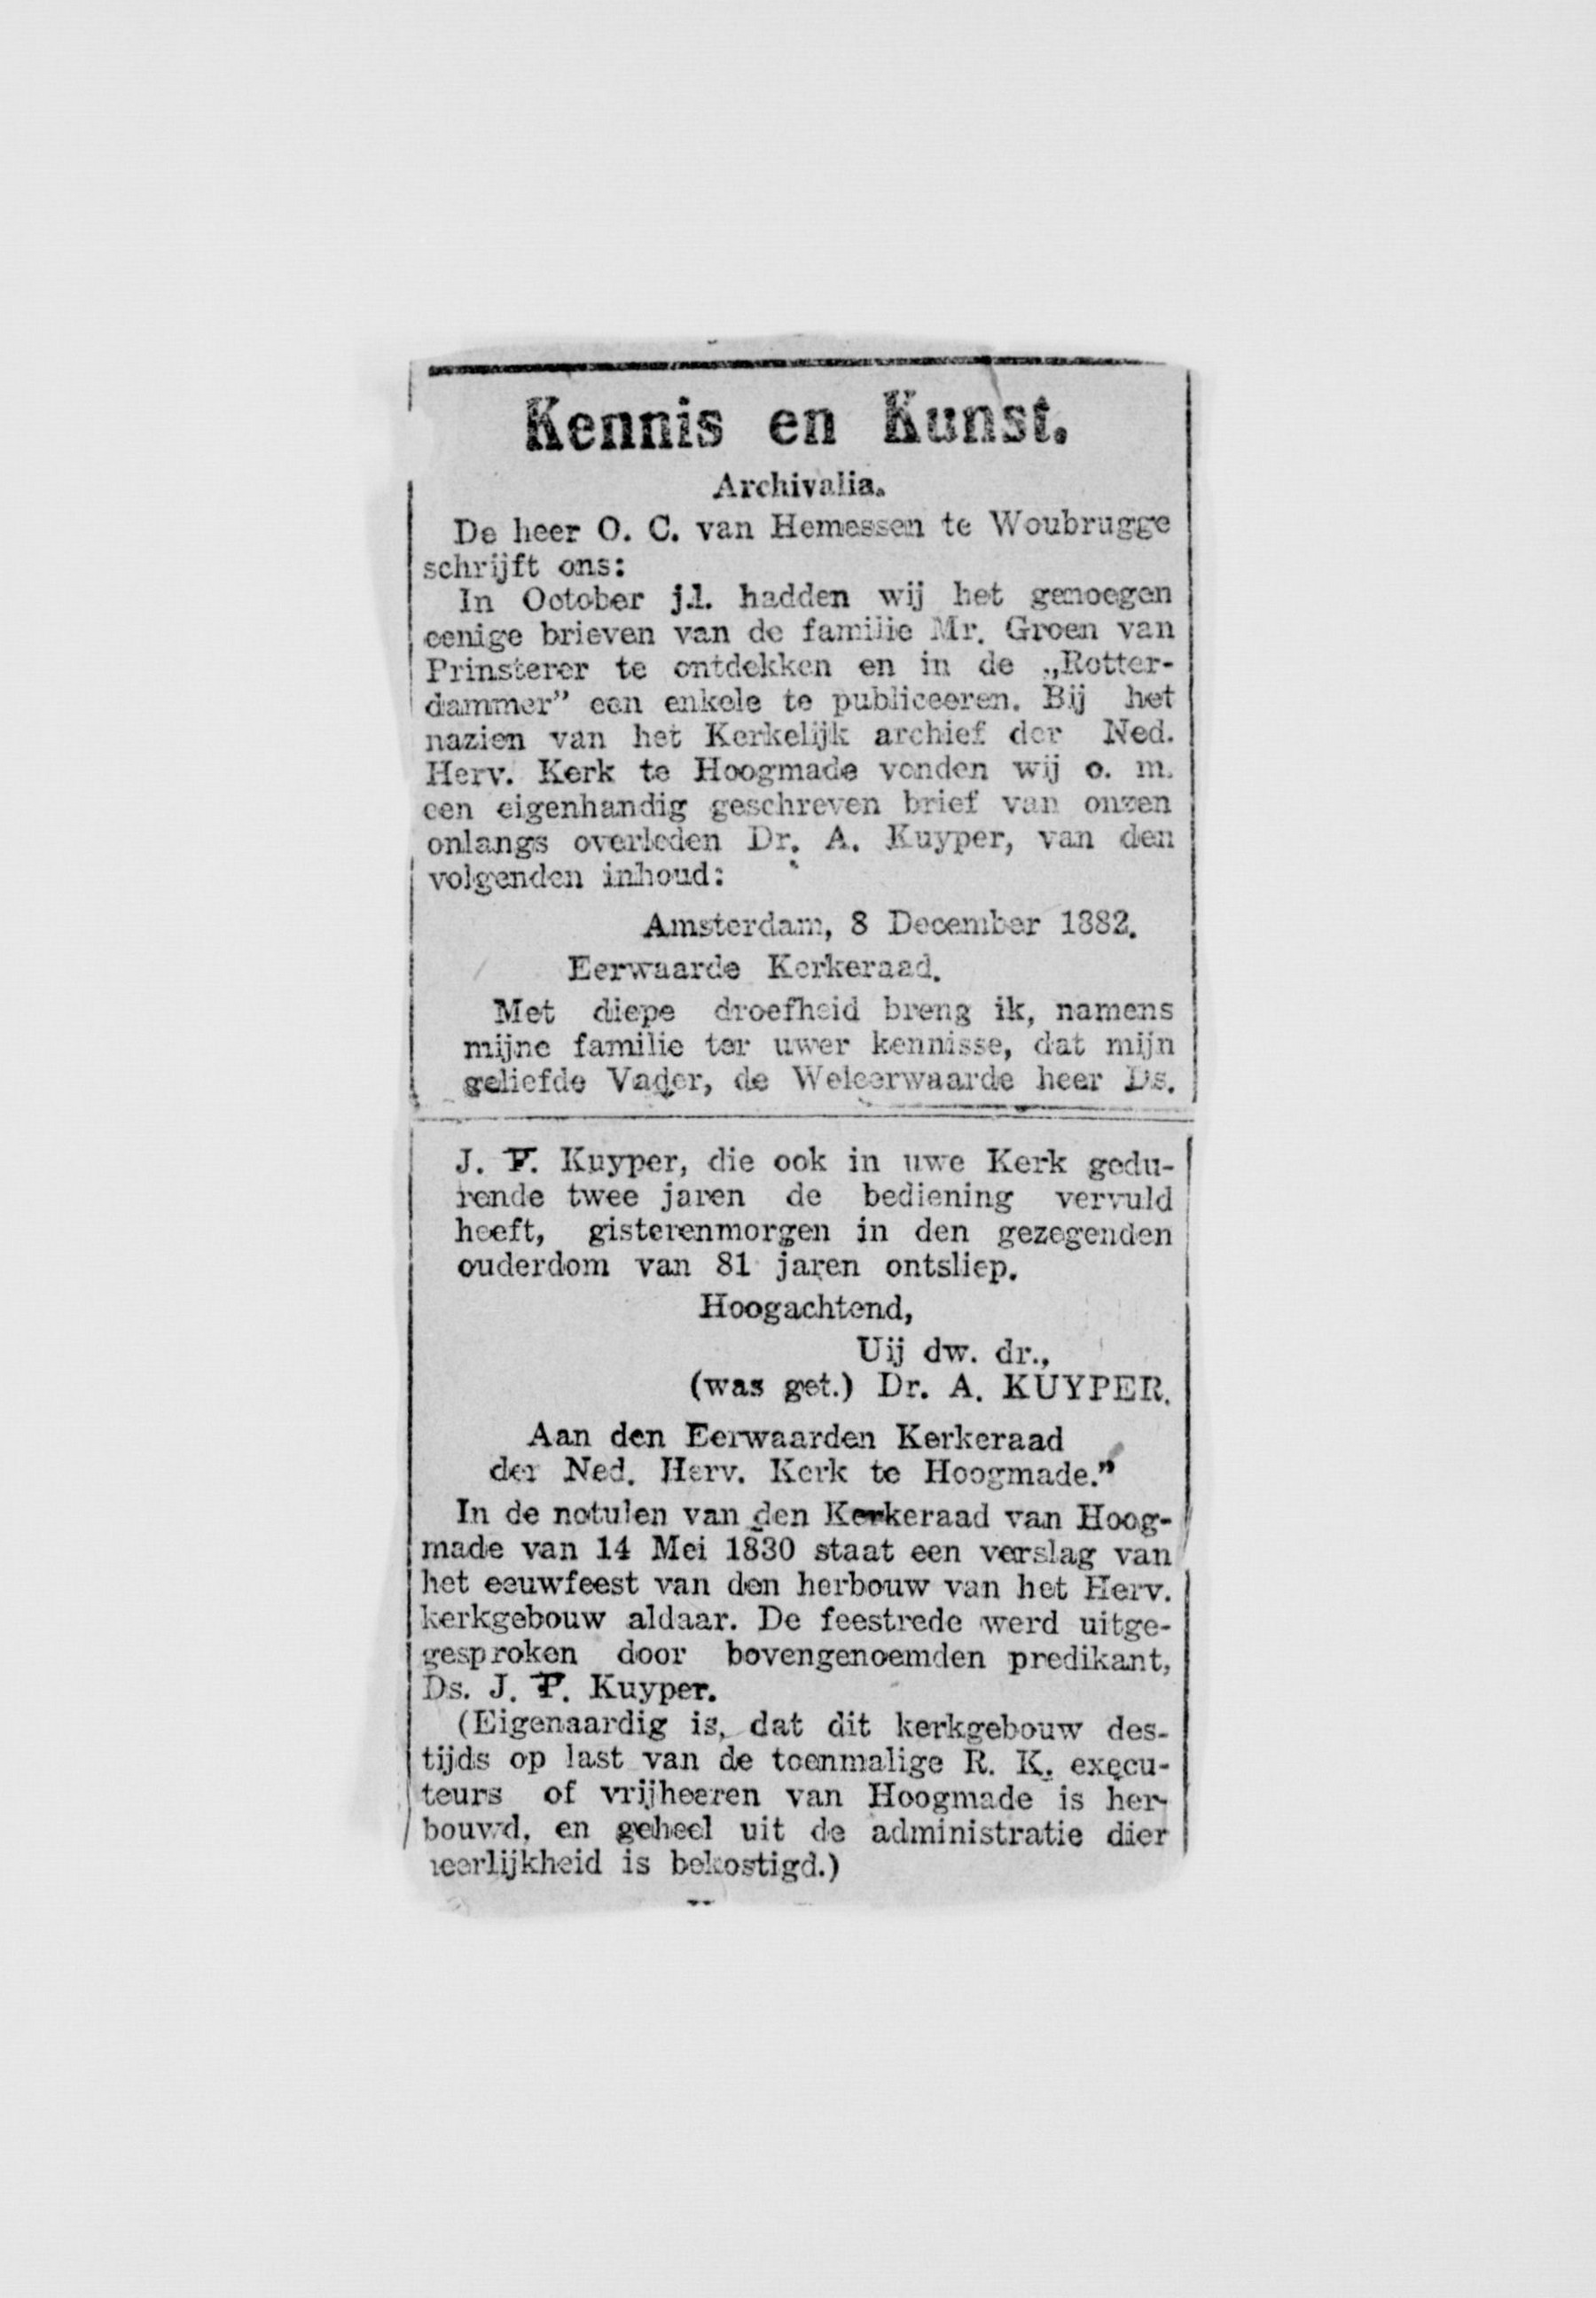 Kennis en Kunst.
Archivalia.
De heer O. C. van Hemessen te Woubrugge
schrijft ons:
In October j.l. hadden wij het genoegen
eenige brieven van de familie Mr. Groen van
Prinsterer te ontdekken en in de „Rotter-
dammer” een enkele te publiceeren. Bij het
nazien van het Kerkelijk archief der Ned.
Herv. Kerk te Hoogmade vonden wij o. m.
een eigenhandig geschreven brief van onzen
onlangs overleden Dr. A. Kuyper, van den
volgenden inhoud:
Amsterdam, 8 December 1882.
Eerwaarde Kerkeraad.
Met diepe droefheid breng ik, namens
mijne familie ter uwer kennisse, dat mijn
geliefde Vader, de Weleerwaarde heer Ds.
J. F. Kuyper, die ook in uwe Kerk gedu-
rende twee jaren de bediening vervuld
heeft, gisterenmorgen in den gezegenden
ouderdom van 81 jaren ontsliep.
Hoogachtend,
Uij dw. dr.,
(was get.) Dr. A. KUYPER.
Aan den Eerwaarden Kerkeraad
der Ned. Herv. Kerk te Hoogmade.”
In de notulen van den Kerkeraad van Hoog-
made van 14 Mei 1830 staat een verslag van
het eeuwfeest van den herbouw van het Herv.
kerkgebouw aldaar. De feestrede werd uitge-
gesproken door bovengenoemden predikant,
Ds. J. F. Kuyper.
(Eigenaardig is, dat dit kerkgebouw des-
tijds op last van de toenmalige R. K. execu-
teurs of vrijheeren van Hoogmade is her-
bouwd, en geheel uit de administratie dier
heerlijkheid is bekostigd.)